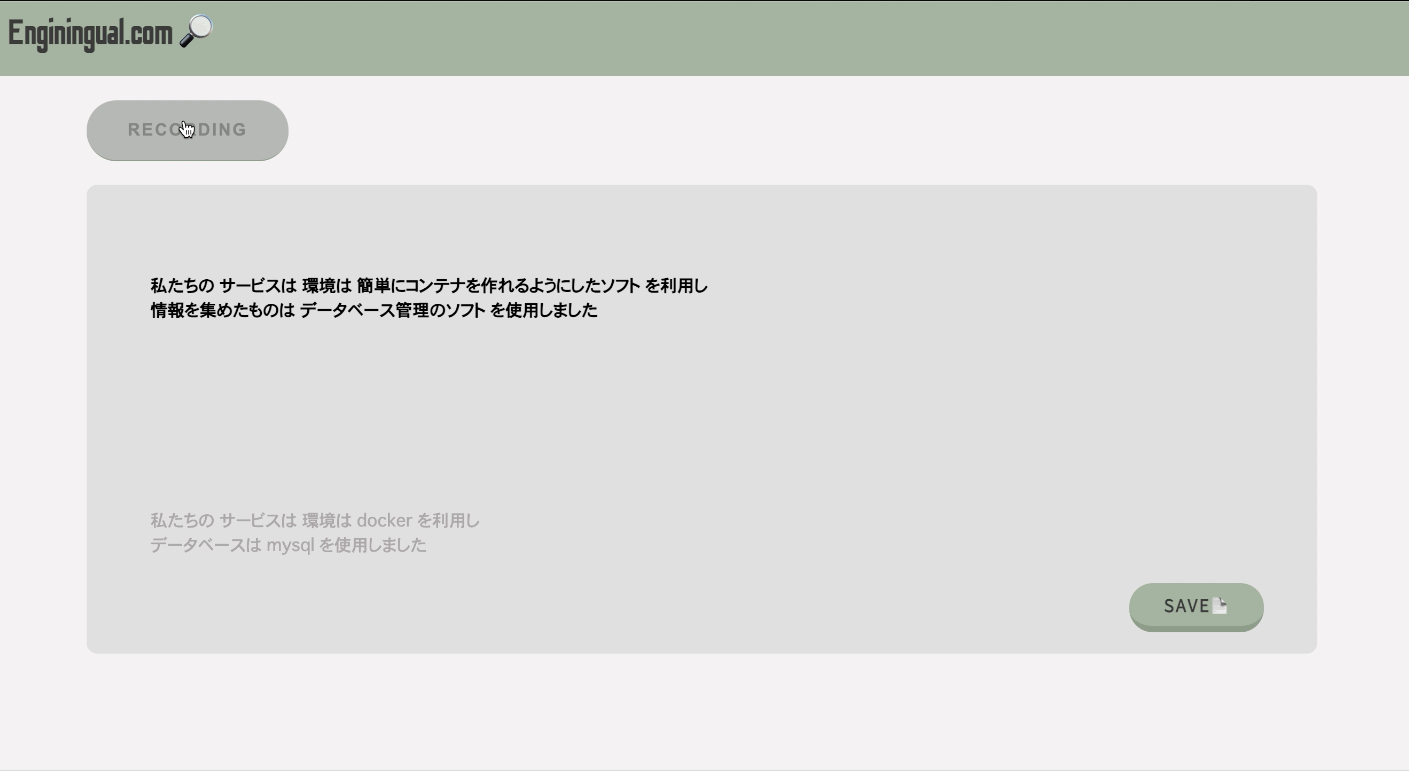 Enginingual.com
RECORDING
私たちの サービスは 環境は 簡単にコンテナを作れるようにしたソフト を利用し
情報を集めたものは データベース管理のソフト を使用しました
私たちの サービスは 環境は docker を利用し
データベースは mysql を使用しました
SAVE